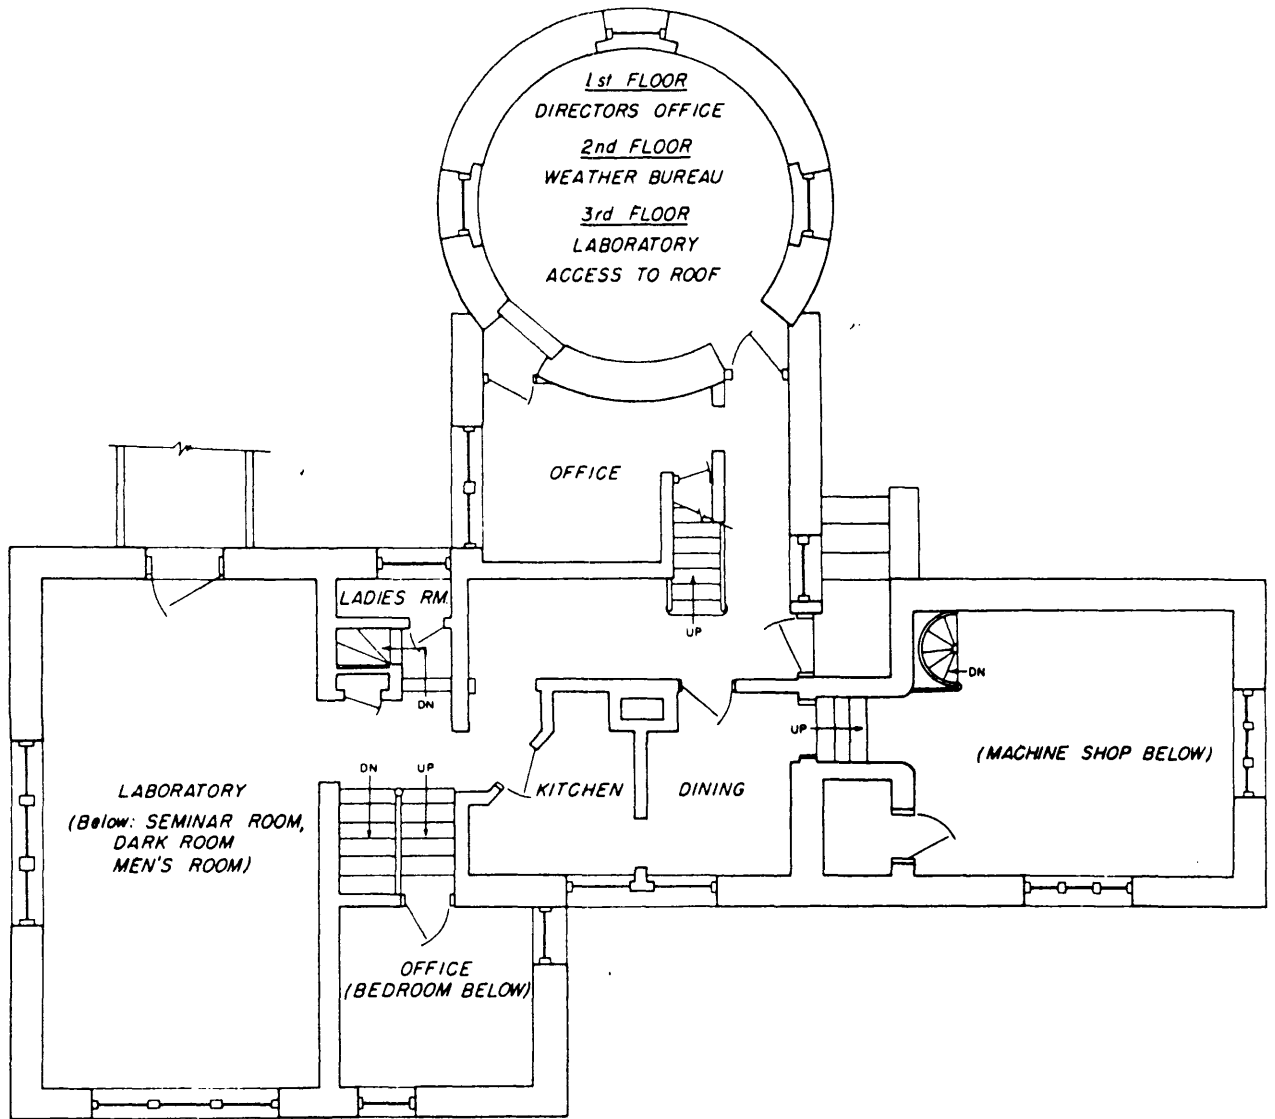 1st FLOOR
DIRECTORS OFFICE
2nd FLOOR
WEATHER BUREAU
3rd FLOOR
LABORATORY
ACCESS TO ROOF
OFFICE
LADIES RM.
UP
DN
DN
UP
(MACHINE SHOP BELOW)
DN
UP
KITCHEN
DINING
LABORATORY
(Below: SEMINAR ROOM,
DARK ROOM
MEN'S ROOM)
OFFICE
(BEDROOM BELOW)